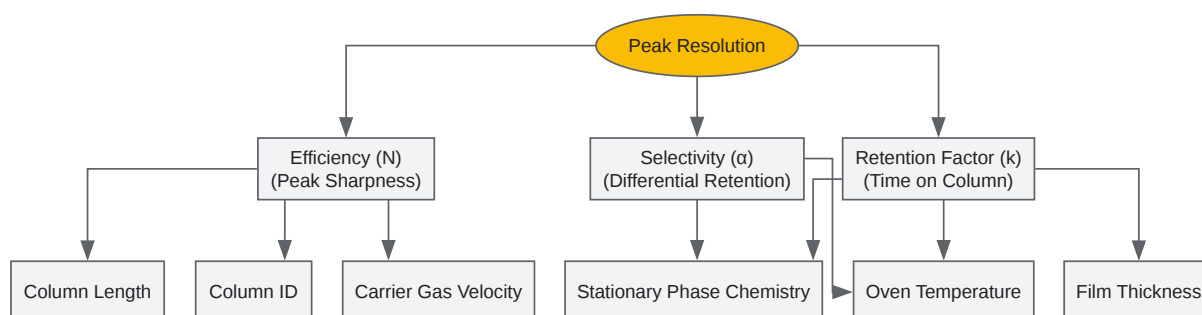 Peak Resolution
Efficiency (N)
(Peak Sharpness)
Selectivity (α)
(Differential Retention)
Retention Factor (k)
(Time on Column)
Column Length
Column ID
Carrier Gas Velocity
Stationary Phase Chemistry
Oven Temperature
Film Thickness